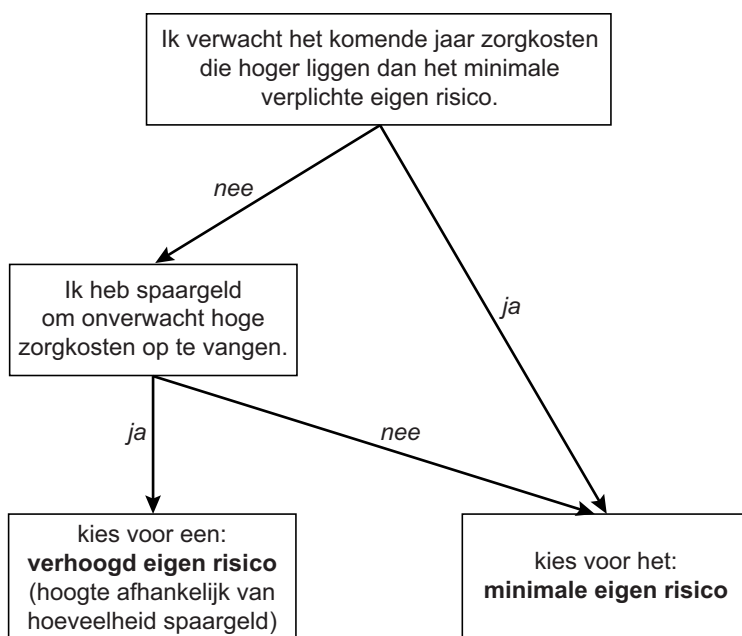 Ik verwacht het komende jaar zorgkosten
die hoger liggen dan het minimale
verplichte eigen risico.
nee
ja
Ik heb spaargeld
om onverwacht hoge
zorgkosten op te vangen.
ja
nee
kies voor een:
verhoogd eigen risico
(hoogte afhankelijk van
hoeveelheid spaargeld)
kies voor het:
minimale eigen risico